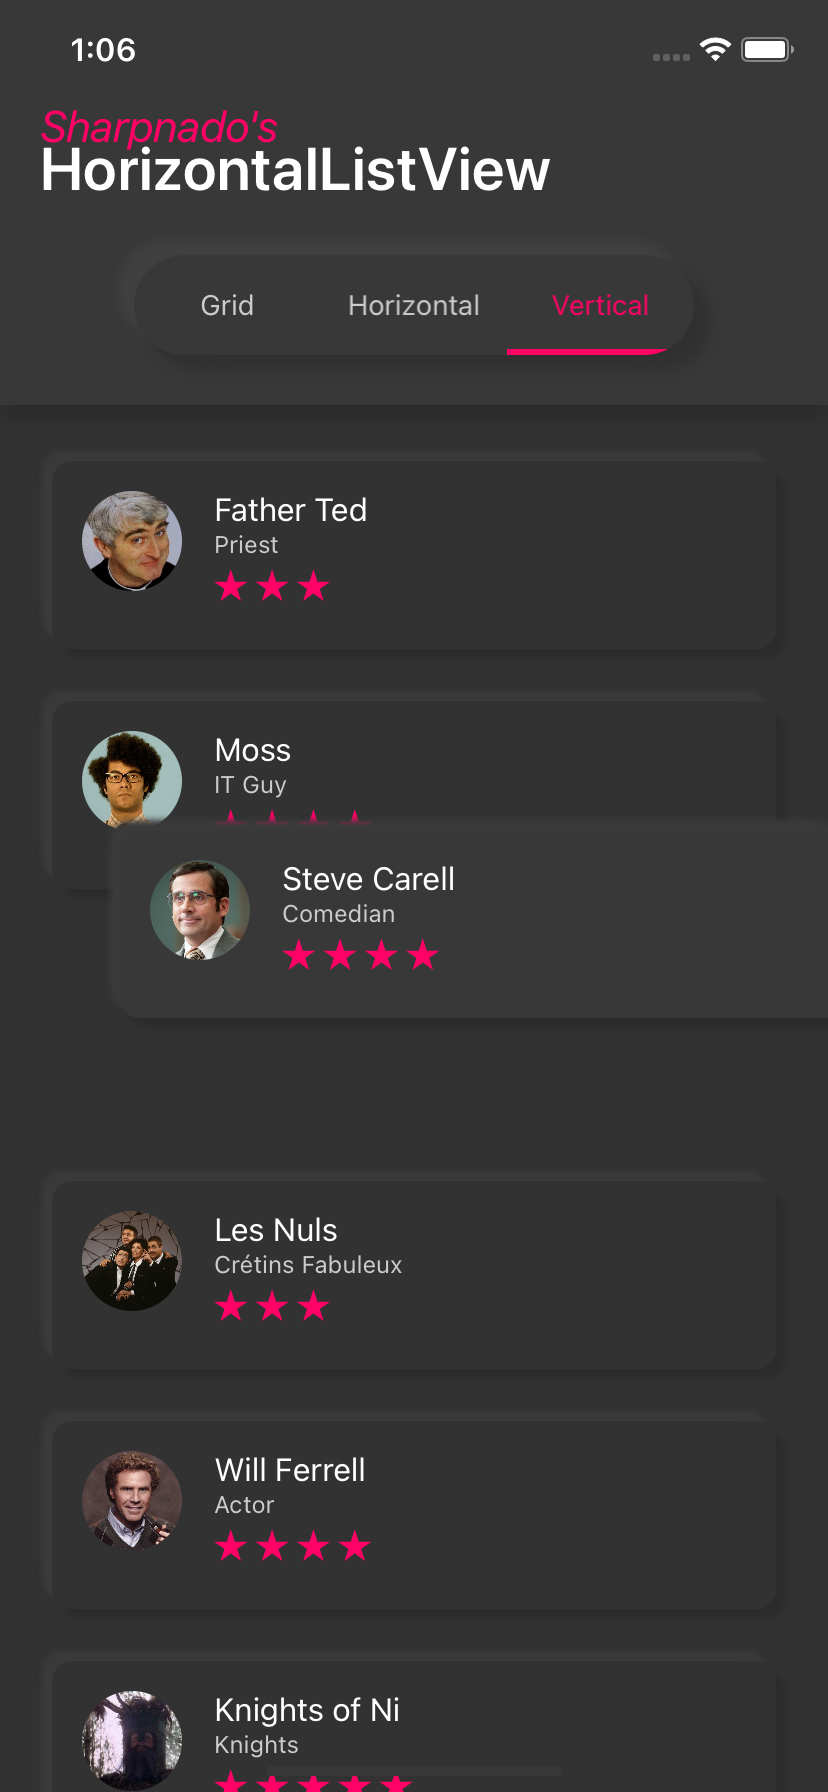 1:06
Sharpnado's
HorizontalListView
Grid Horizontal Vertical
Father Ted
Priest
★★★
Moss
IT Guy
★★★★
Steve Carell
Comedian
★★★★
Les Nuls
Crétins Fabuleux
★★★
Will Ferrell
Actor
★★★★
Knights of Ni
Knights
★★★★★